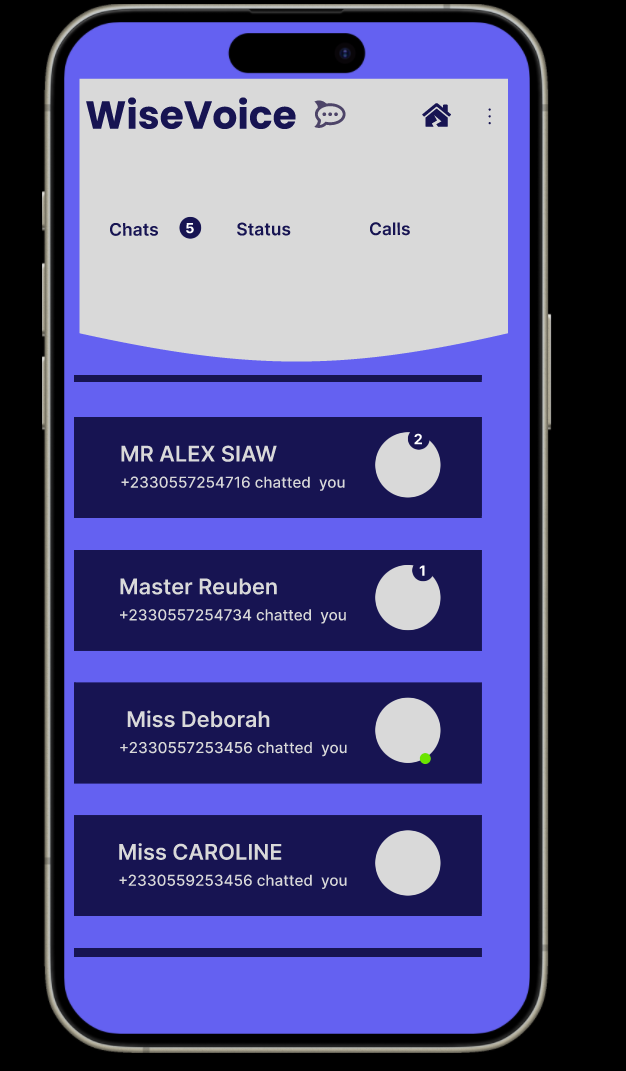 WiseVoice
Chats 5 Status Calls
2
MR ALEX SIAW
+2330557254716 chatted you
1
Master Reuben
+2330557254734 chatted you
Miss Deborah
+2330557253456 chatted you
Miss CAROLINE
+2330559253456 chatted you